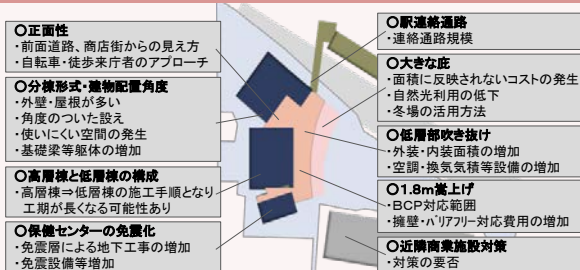 ○正面性
・前面道路、商店街からの見え方
・自転車・徒歩来庁者のアプローチ
○分棟形式・建物配置角度
・外壁・屋根が多い
・角度のついた設え
・使いにくい空間の発生
・基礎梁等躯体の増加
○高層棟と低層棟の構成
・高層棟⇒低層棟の施工手順となり
工期が長くなる可能性あり
○保健センターの免震化
・免震層による地下工事の増加
・免震設備等増加
○駅連絡通路
・連絡通路規模
○大きな庇
・面積に反映されないコストの発生
・自然光利用の低下
・冬場の活用方法
○低層部吹き抜け
・外装・内装面積の増加
・空調・換気気積等設備の増加
○1.8m嵩上げ
・BCP対応範囲
・擁壁・バリアフリー対応費用の増加
○近隣商業施設対策
・対策の要否